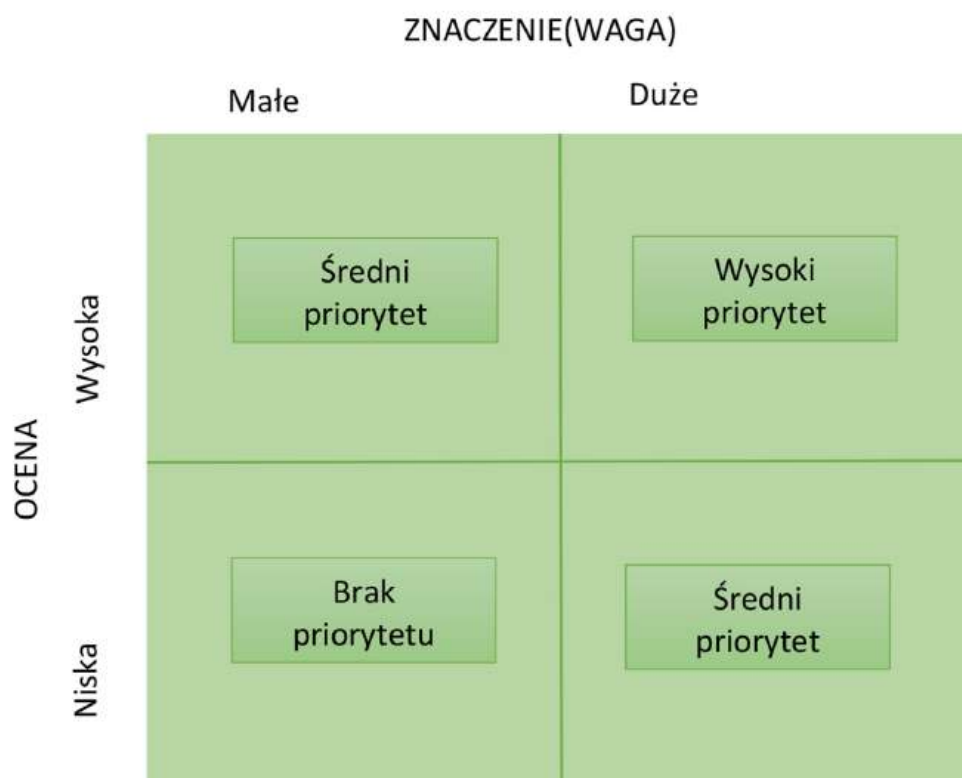 ZNACZENIE(WAGA)
Małe
Duże
OCENA
Wysoka
Średni
priorytet
Wysoki
priorytet
Niska
Brak
priorytetu
Średni
priorytet